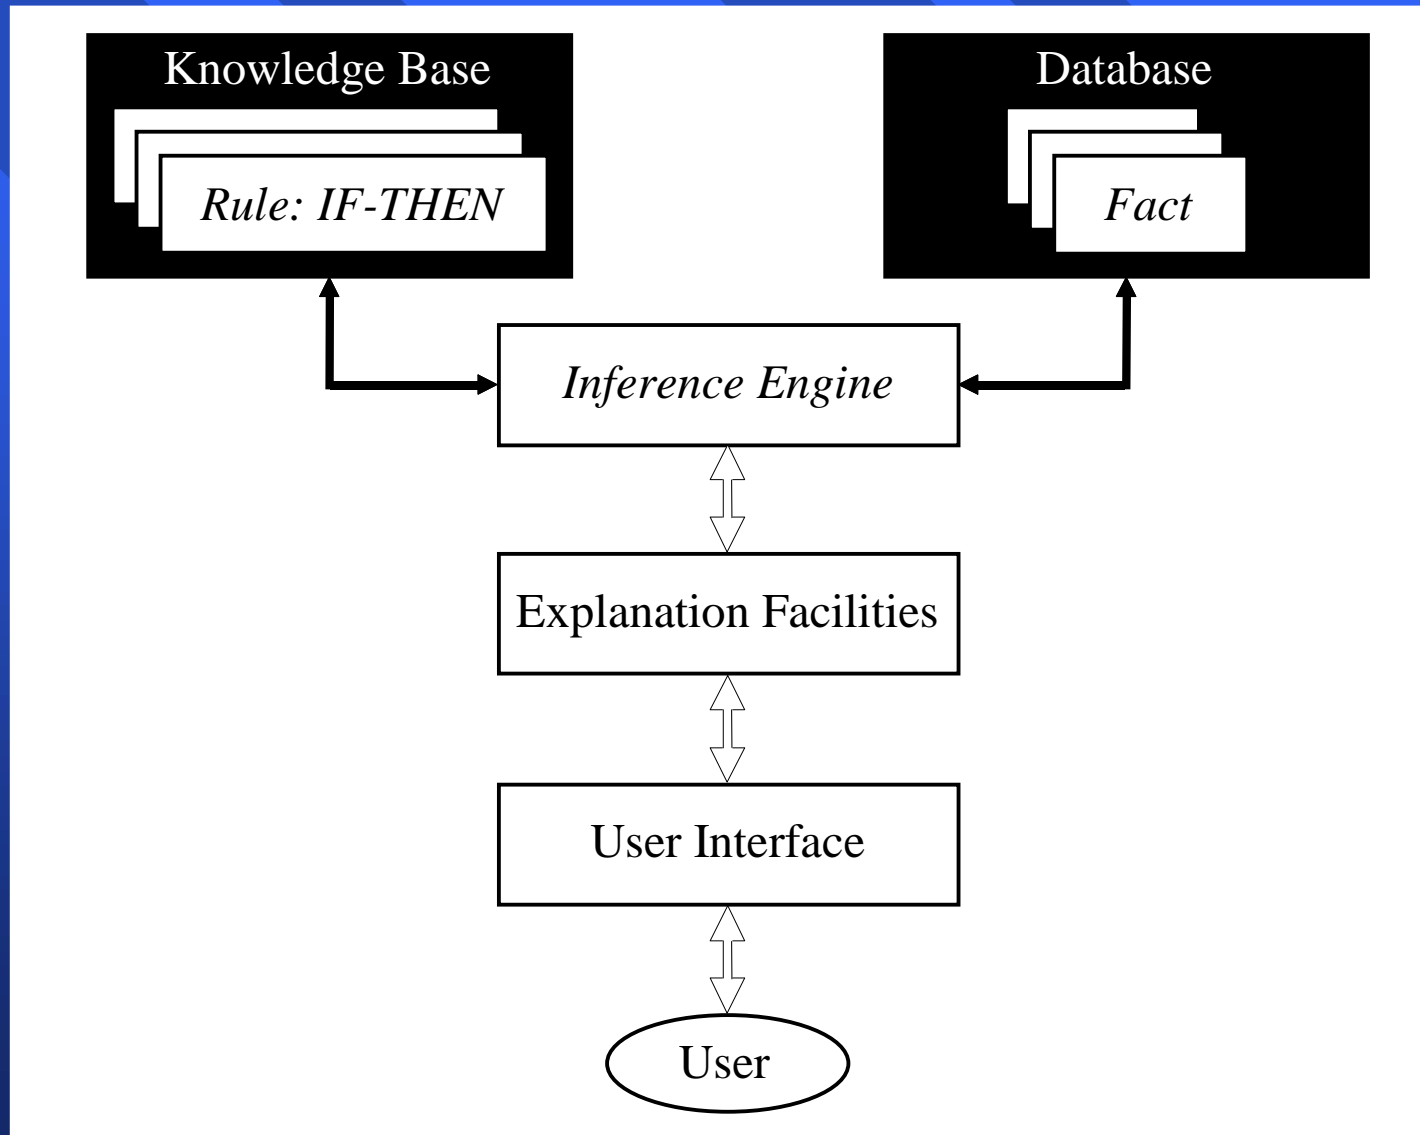 Knowledge Base
Database
Rule: IF-THEN
Fact
Inference Engine
Explanation Facilities
User Interface
User